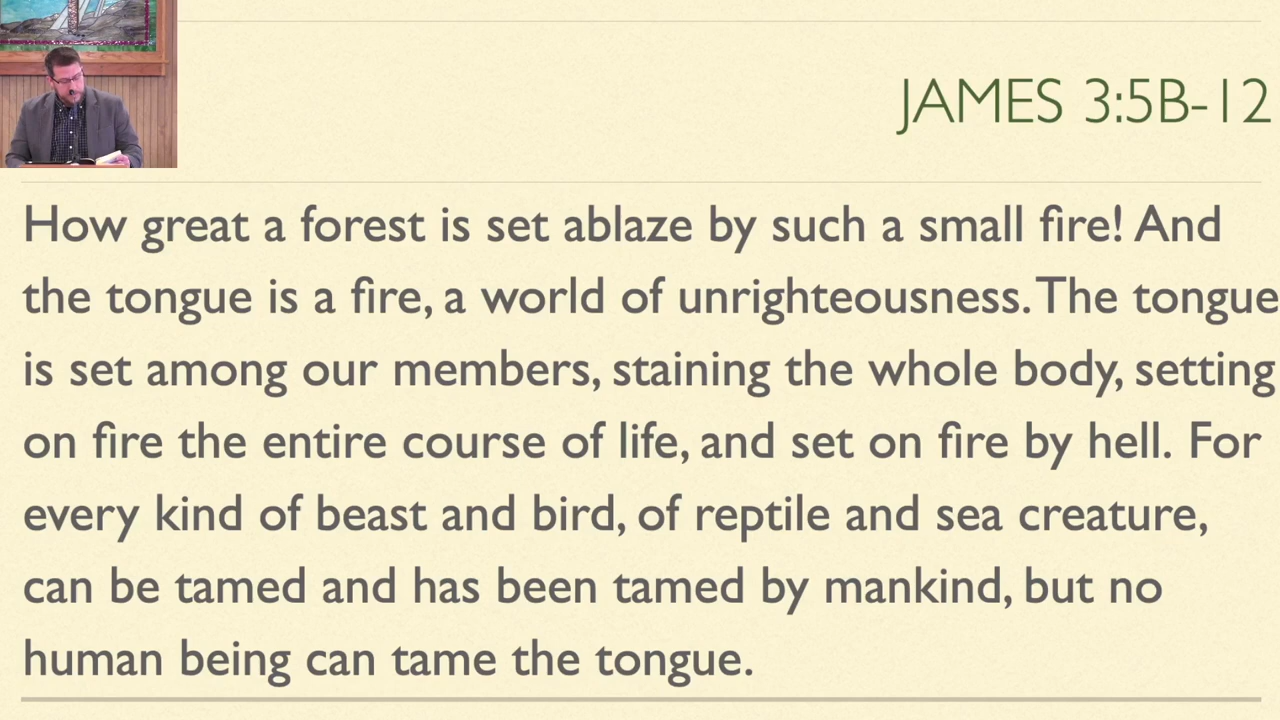 JAMES 3:5B-12
How great a forest is set ablaze by such a small fire! And
the tongue is a fire, a world of unrighteousness. The tongue
is set among our members, staining the whole body, setting
on fire the entire course of life, and set on fire by hell. For
every kind of beast and bird, of reptile and sea creature,
can be tamed and has been tamed by mankind, but no
human being can tame the tongue.